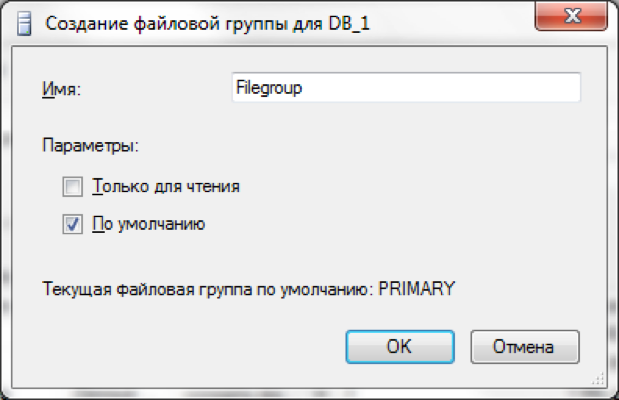 Создание файловой группы для DB_1
Имя: Filegroup
Параметры:
Только для чтения
По умолчанию
Текущая файловая группа по умолчанию: PRIMARY
OK Отмена